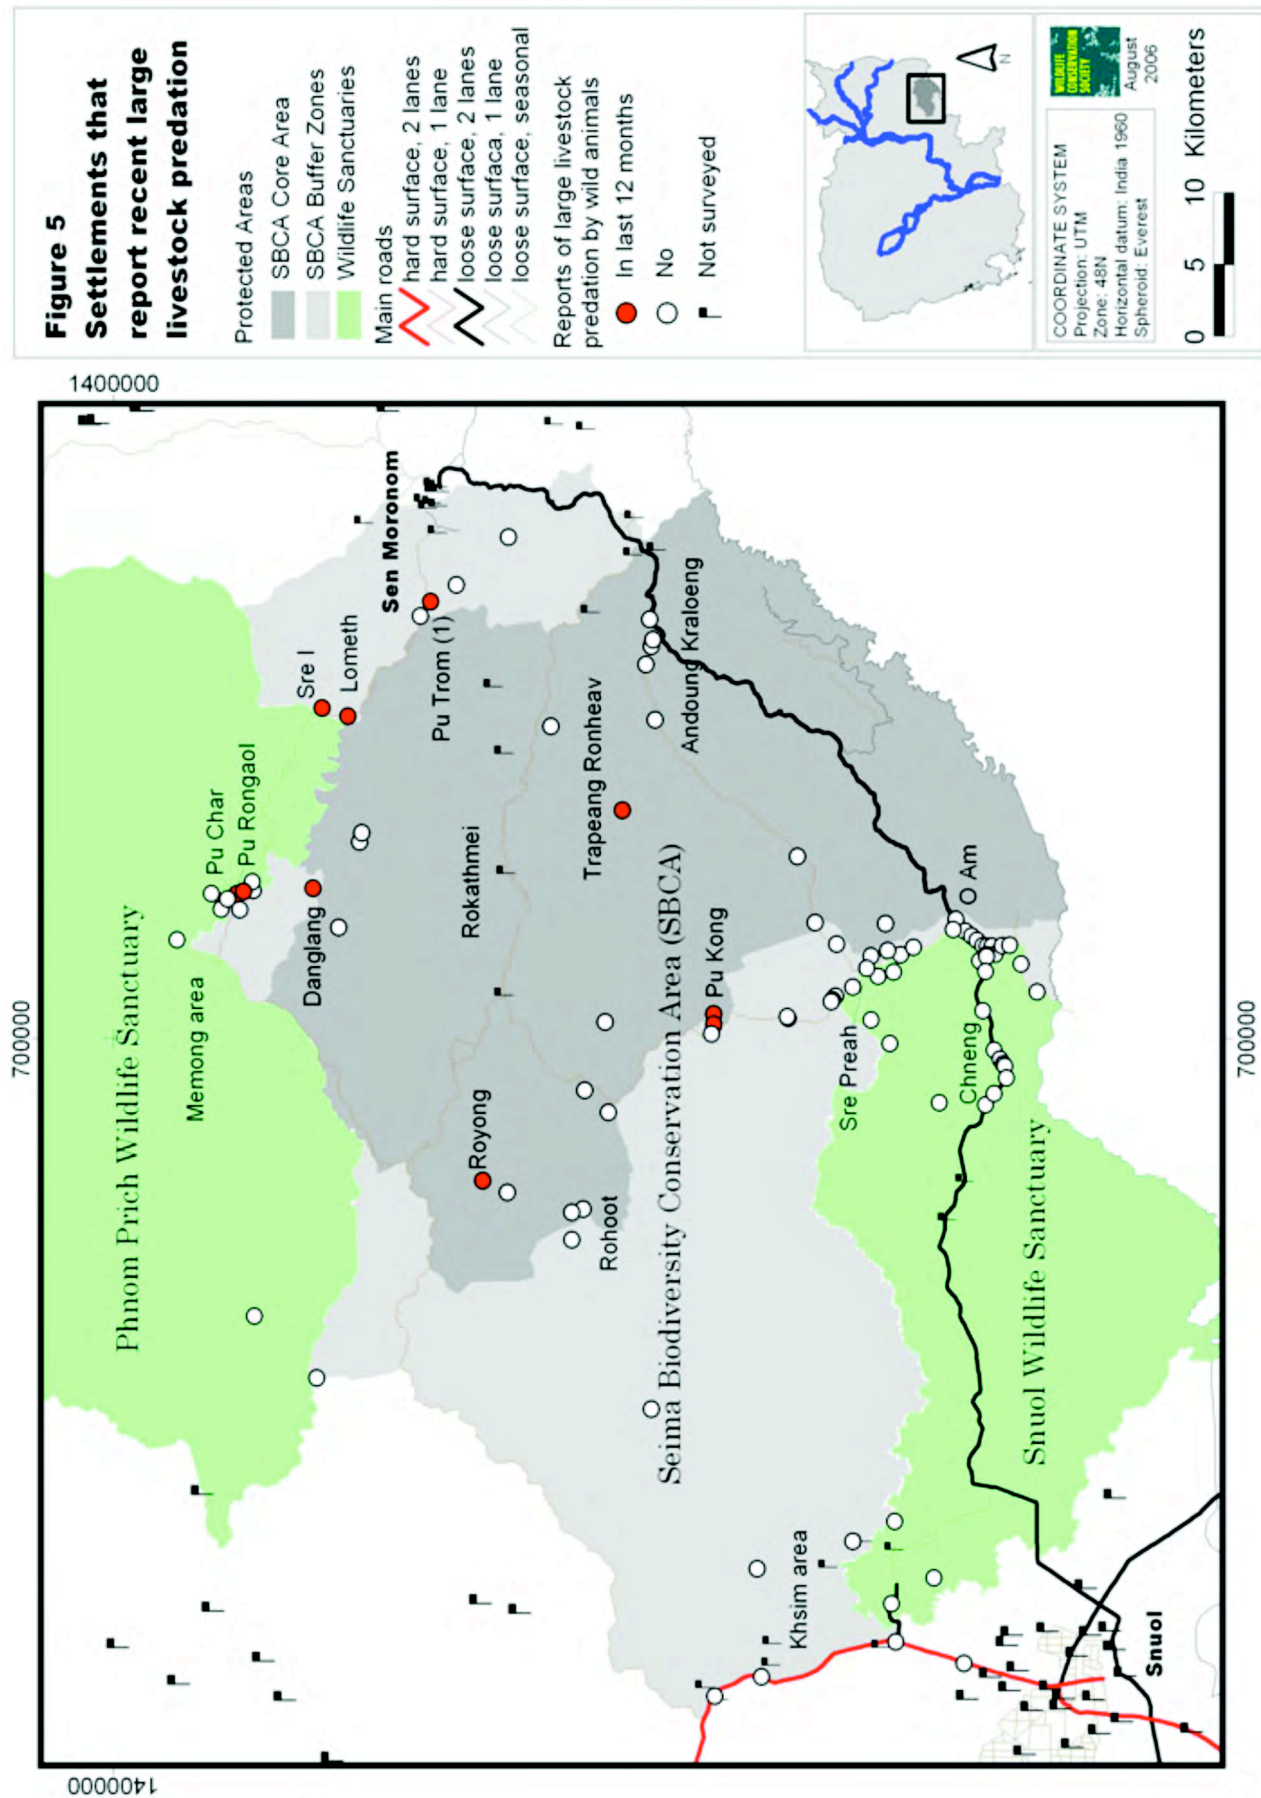 Figure 5
Settlements that
report recent large
livestock predation
Protected Areas
SBCA Core Area
SBCA Buffer Zones
Wildlife Sanctuaries
Main roads
hard surface, 2 lanes
hard surface, 1 lane
loose surface, 2 lanes
loose surfaca, 1 lane
loose surface, seasonal
Reports of large livestock
predation by wild animals
In last 12 months
No
Not surveyed
N
COORDINATE SYSTEM
Projection: UTM
Zone: 48N
Horizontal datum: India 1960
Spheroid: Everest
WILDLIFE
CONSERVATION
SOCIETY
August
2006
0 5 10 Kilometers
1400000
1400000
700000
700000
Phnom Prich Wildlife Sanctuary
Memong area
Pu Char
Pu Rongaol
Sre I
Lometh
Danglang
Sen Moronom
Pu Trom (1)
Rokathmei
Royong
Trapeang Ronheav
Rohoot
Seima Biodiversity Conservation Area (SBCA)
Andoung Kraloeng
Pu Kong
Khsim area
Sre Preah
O Am
Chneng
Snuol Wildlife Sanctuary
Snuol